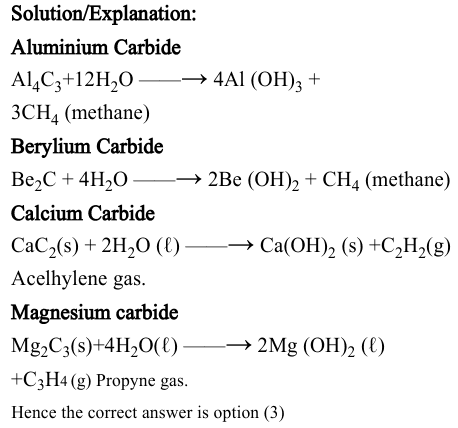 Solution/Explanation:
Aluminium Carbide
Al₄C₃+12H₂O ⟶ 4Al (OH)₃ +
3CH₄ (methane)
Berylium Carbide
Be₂C + 4H₂O ⟶ 2Be (OH)₂ + CH₄ (methane)
Calcium Carbide
CaC₂(s) + 2H₂O (ℓ) ⟶ Ca(OH)₂ (s) +C₂H₂(g)
Acelhylene gas.
Magnesium carbide
Mg₂C₃(s)+4H₂O(ℓ) ⟶ 2Mg (OH)₂ (ℓ)
+C₃H4 (g) Propyne gas.
Hence the correct answer is option (3)